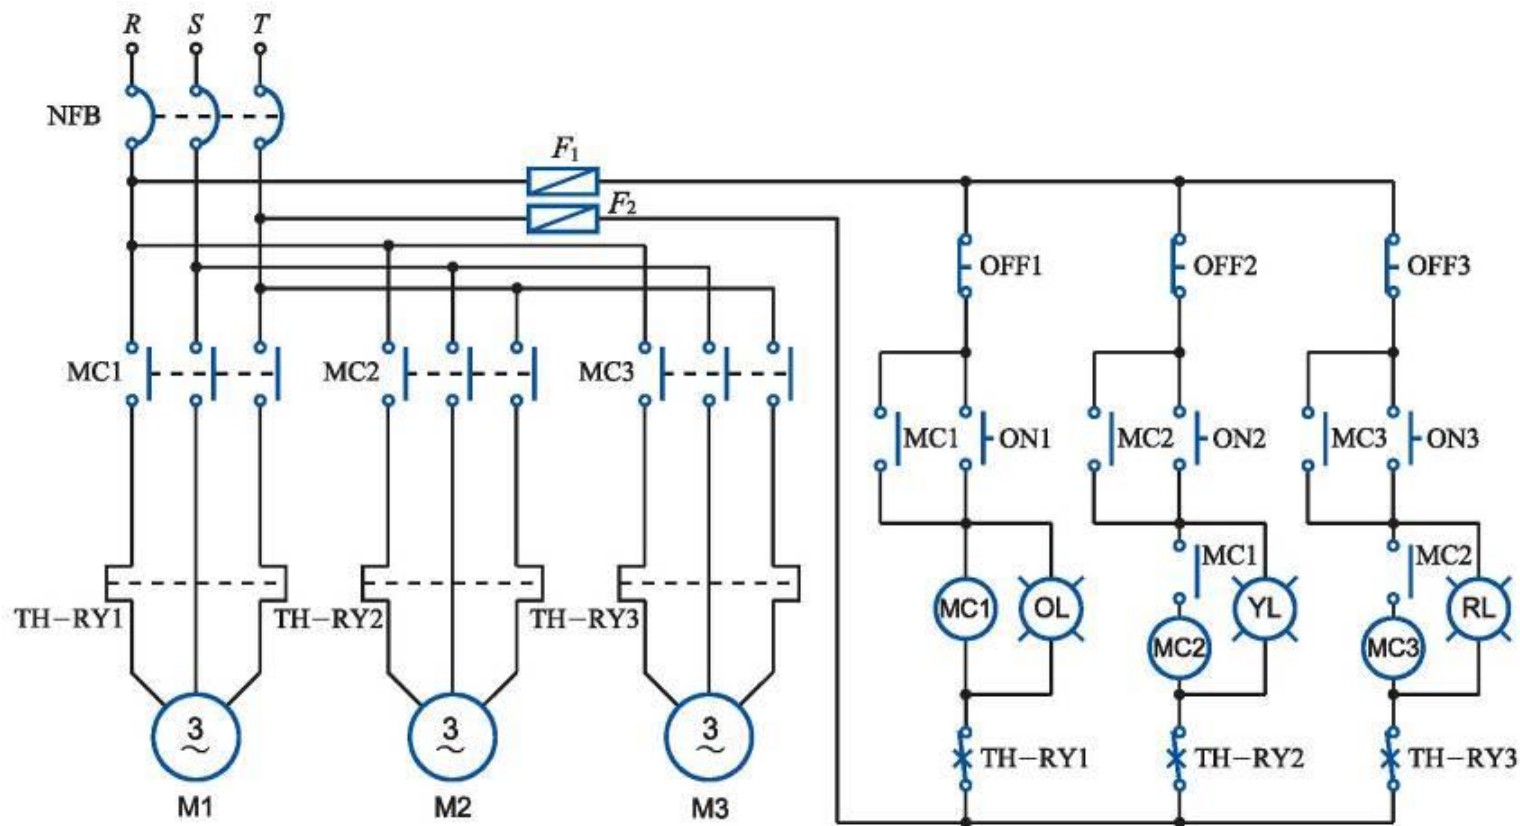 R S T
NFB
F1
F2
OFF1 OFF2 OFF3
MC1 MC2 MC3
MC1 ON1 MC2 ON2 MC3 ON3
MC1 MC2
MC1 OL YL RL
MC2 MC3
TH-RY1 TH-RY2 TH-RY3
3 3 3
~ ~ ~
TH-RY1 TH-RY2 TH-RY3
M1 M2 M3